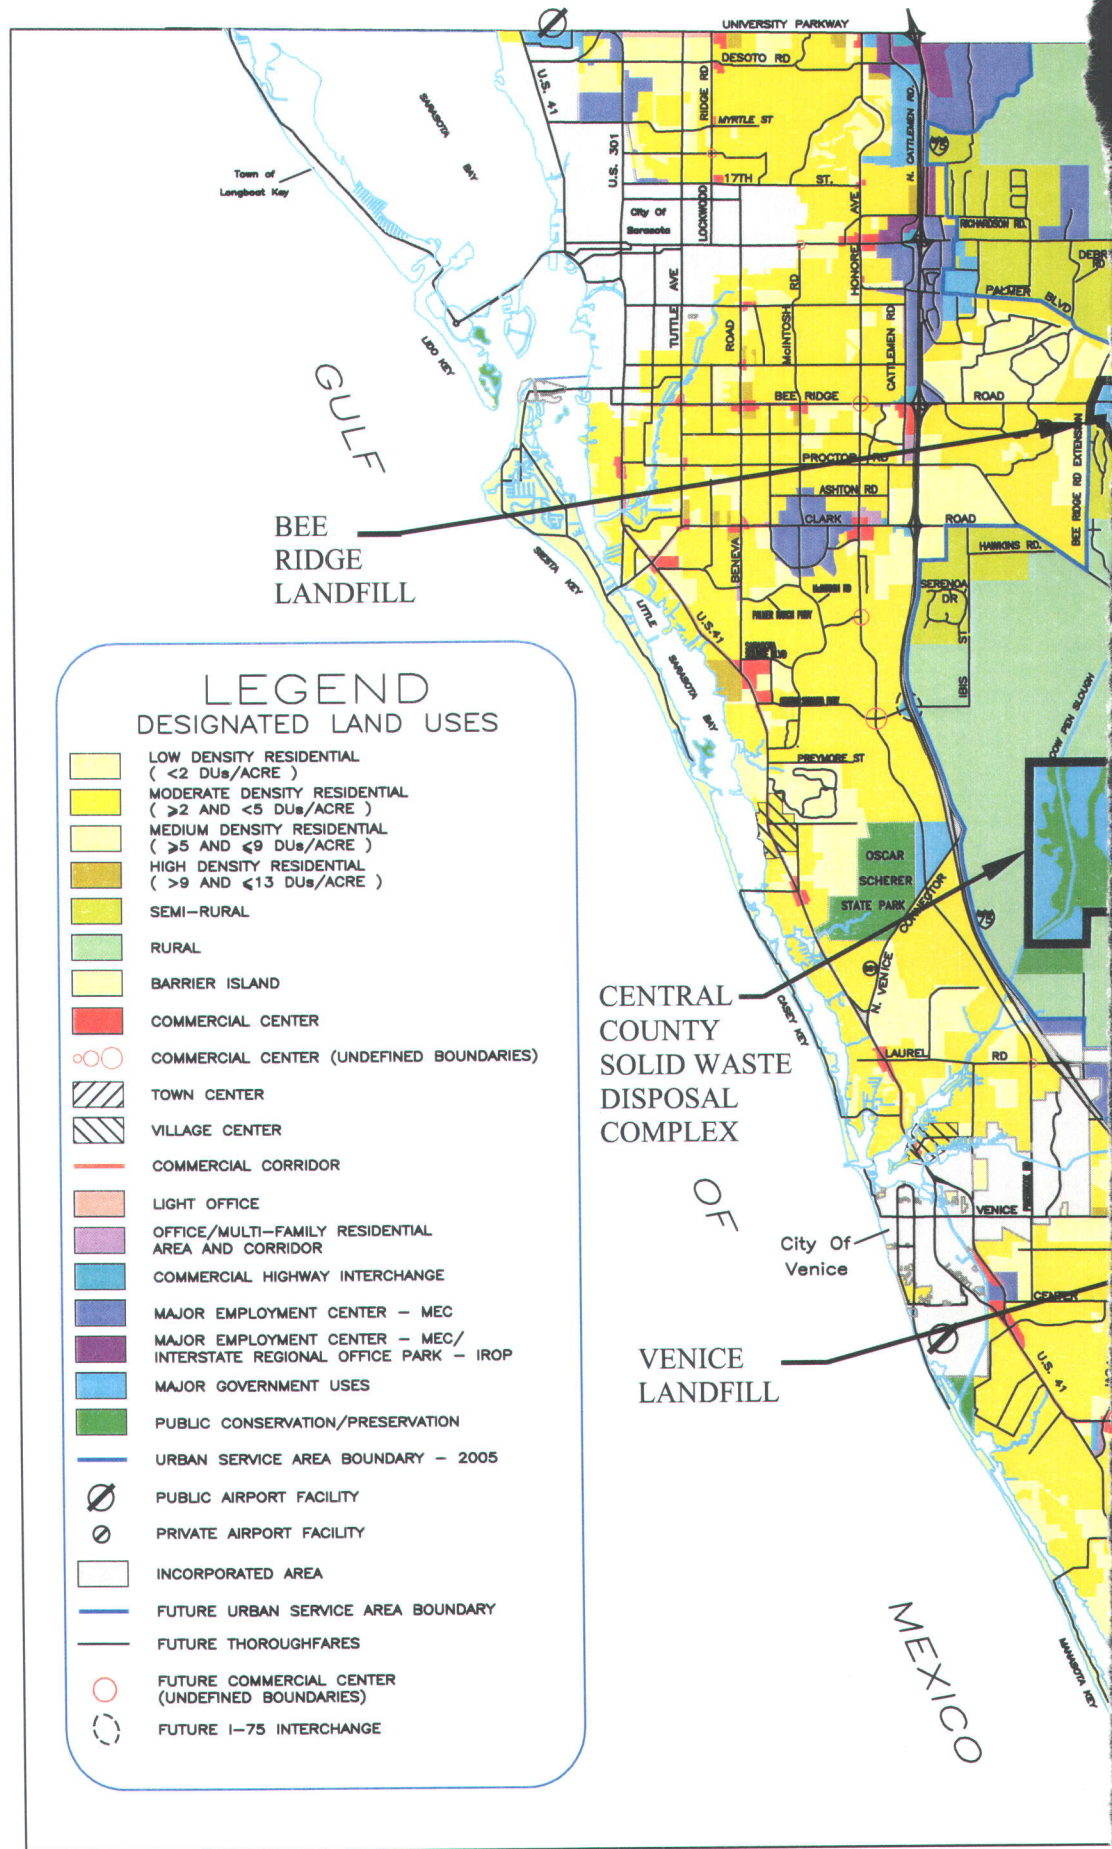 UNIVERSITY PARKWAY
DESOTO RD
U.S. 41
RIDGE RD
MYRTLE ST
N. CATTLEMEN RD.
75
SARASOTA
BAY
U.S. 301
17TH
ST.
Town of
Longboat Key
LOCKWOOD
City Of
Sarasota
HONORE
AVE
RICHARDSON RD.
DEBR
RD
PALMER
BLVD
TUTTLE AVE
ROAD
McINTOSH
RD
CATTLEMEN RD
LIDO KEY
GULF
BEE RIDGE
ROAD
PROCTOR RD
BEE RIDGE RD EXTENSION
ASHTON RD
CLARK
ROAD
HAWKINS RD.
BEE
RIDGE
LANDFILL
SIESTA KEY
BENEVA
SERENOA
DR
IBIS
ST
LITTLE
SARASOTA
BAY
U.S.41
PALMER RANCH PKWY
COW PEN SLOUGH
PREYMORE ST
OSCAR
SCHERER
STATE PARK
CONNECTOR
75
N. VENICE
CASEY KEY
CENTRAL
COUNTY
SOLID WASTE
DISPOSAL
COMPLEX
LAUREL
RD
OF
VENICE
City Of
Venice
CENTER
VENICE
LANDFILL
U.S. 41
MEXICO
MANASOTA KEY
LEGEND
DESIGNATED LAND USES
LOW DENSITY RESIDENTIAL
( <2 DUs/ACRE )
MODERATE DENSITY RESIDENTIAL
( ⩾2 AND <5 DUs/ACRE )
MEDIUM DENSITY RESIDENTIAL
( ⩾5 AND ⩽9 DUs/ACRE )
HIGH DENSITY RESIDENTIAL
( >9 AND ⩽13 DUs/ACRE )
SEMI-RURAL
RURAL
BARRIER ISLAND
COMMERCIAL CENTER
COMMERCIAL CENTER (UNDEFINED BOUNDARIES)
TOWN CENTER
VILLAGE CENTER
COMMERCIAL CORRIDOR
LIGHT OFFICE
OFFICE/MULTI-FAMILY RESIDENTIAL
AREA AND CORRIDOR
COMMERCIAL HIGHWAY INTERCHANGE
MAJOR EMPLOYMENT CENTER - MEC
MAJOR EMPLOYMENT CENTER - MEC/
INTERSTATE REGIONAL OFFICE PARK - IROP
MAJOR GOVERNMENT USES
PUBLIC CONSERVATION/PRESERVATION
URBAN SERVICE AREA BOUNDARY - 2005
PUBLIC AIRPORT FACILITY
PRIVATE AIRPORT FACILITY
INCORPORATED AREA
FUTURE URBAN SERVICE AREA BOUNDARY
FUTURE THOROUGHFARES
FUTURE COMMERCIAL CENTER
(UNDEFINED BOUNDARIES)
FUTURE I-75 INTERCHANGE